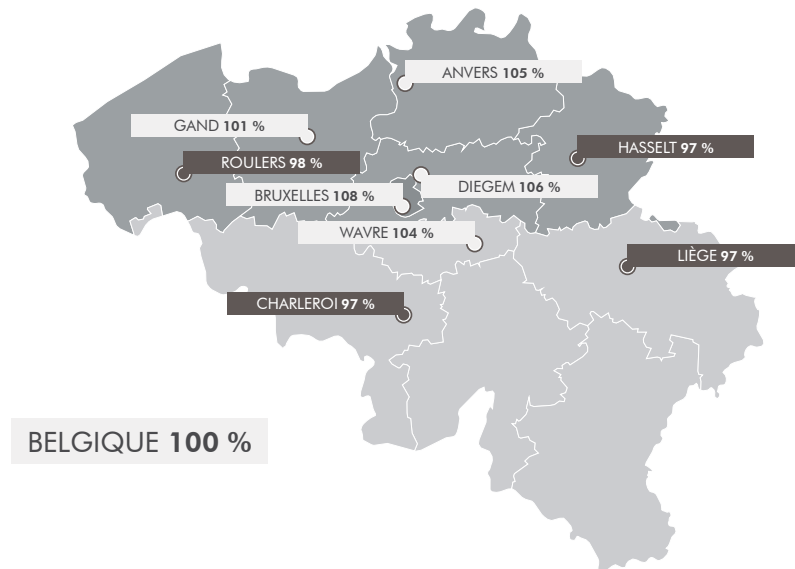 ANVERS 105 %
GAND 101 %
HASSELT 97 %
ROULERS 98 %
DIEGEM 106 %
BRUXELLES 108 %
WAVRE 104 %
LIÈGE 97 %
CHARLEROI 97 %
BELGIQUE 100 %